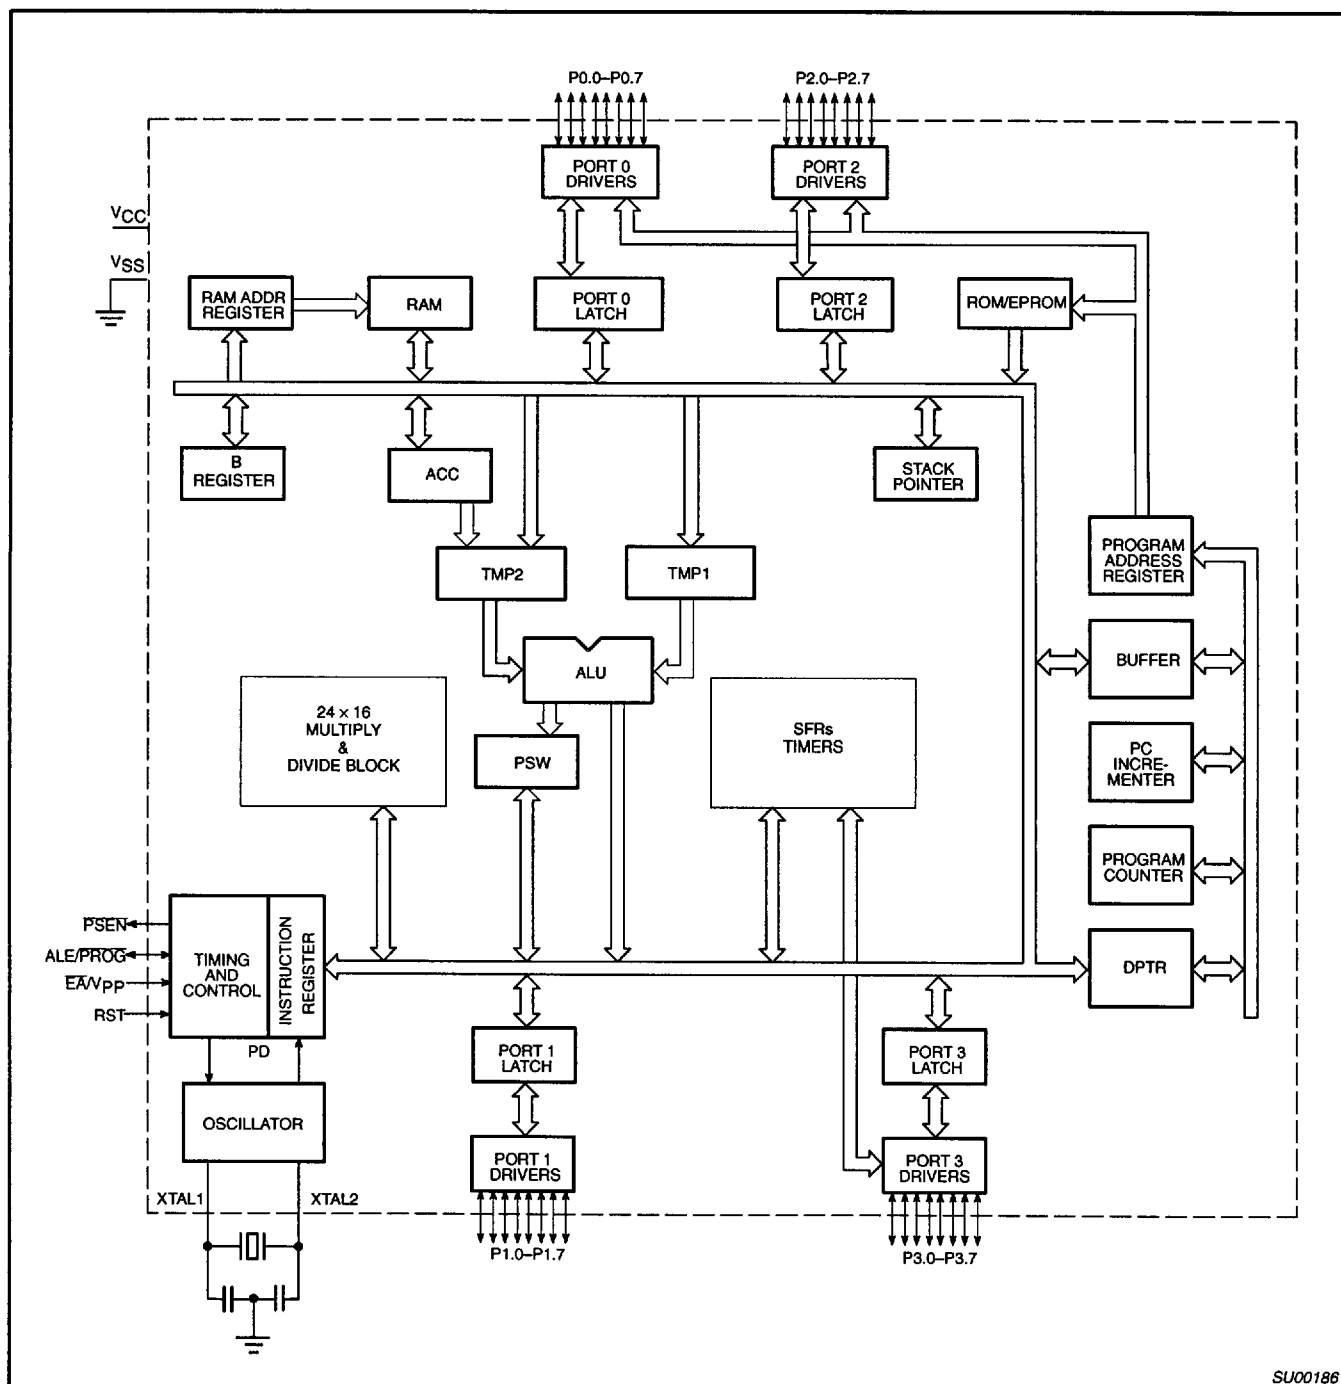 P0.0–P0.7
P2.0–P2.7
PORT 0
DRIVERS
PORT 2
DRIVERS
VCC
VSS
RAM ADDR
REGISTER
RAM
PORT 0
LATCH
PORT 2
LATCH
ROM/EPROM
B
REGISTER
ACC
STACK
POINTER
TMP2
TMP1
PROGRAM
ADDRESS
REGISTER
ALU
BUFFER
24 × 16
MULTIPLY
&
DIVIDE BLOCK
PSW
SFRs
TIMERS
PC
INCRE-
MENTER
PROGRAM
COUNTER
PSEN
ALE/PROG
EA/VPP
RST
TIMING
AND
CONTROL
INSTRUCTION
REGISTER
DPTR
PD
PORT 1
LATCH
PORT 3
LATCH
OSCILLATOR
PORT 1
DRIVERS
PORT 3
DRIVERS
XTAL1
XTAL2
P1.0–P1.7
P3.0–P3.7
SU00186